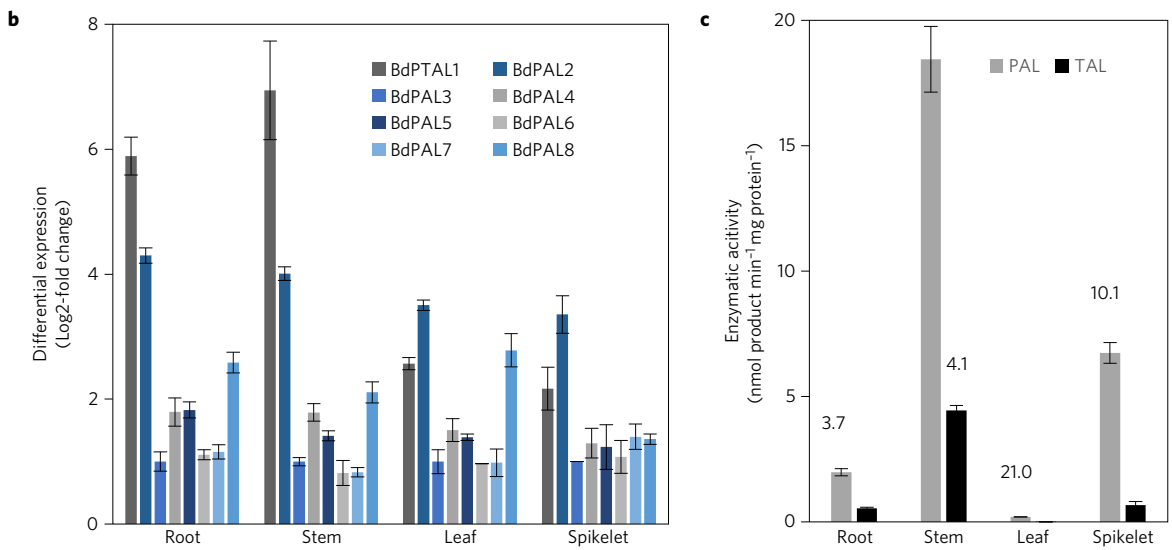 b
8
6
4
2
0
Differential expression
(Log2-fold change)
BdPTAL1 BdPAL2
BdPAL3 BdPAL4
BdPAL5 BdPAL6
BdPAL7 BdPAL8
Root Stem Leaf Spikelet
c
20
15
10
5
0
Enzymatic acitivity
(nmol product min⁻¹ mg protein⁻¹)
PAL TAL
3.7
4.1
21.0
10.1
Root Stem Leaf Spikelet